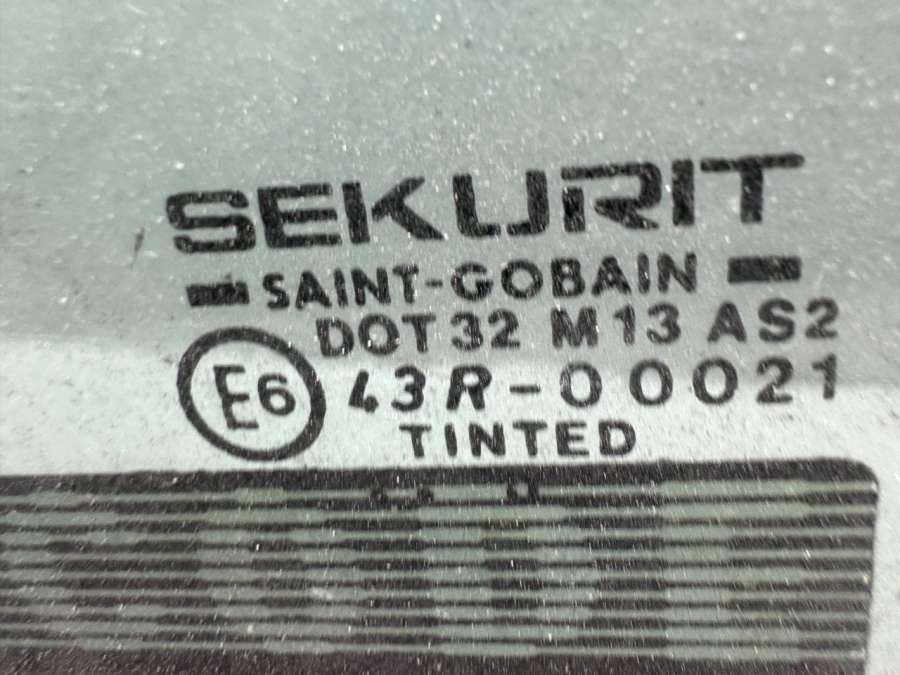 SEKURIT
SAINT-GOBAIN
DOT 32 M13 AS2
E6 43R-00021
TINTED